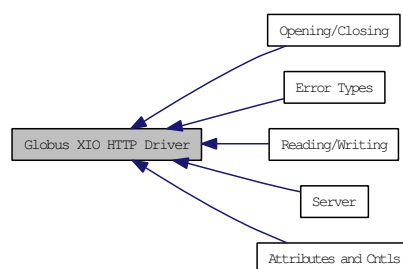 Opening/Closing
Error Types
Globus XIO HTTP Driver
Reading/Writing
Server
Attributes and Cntls